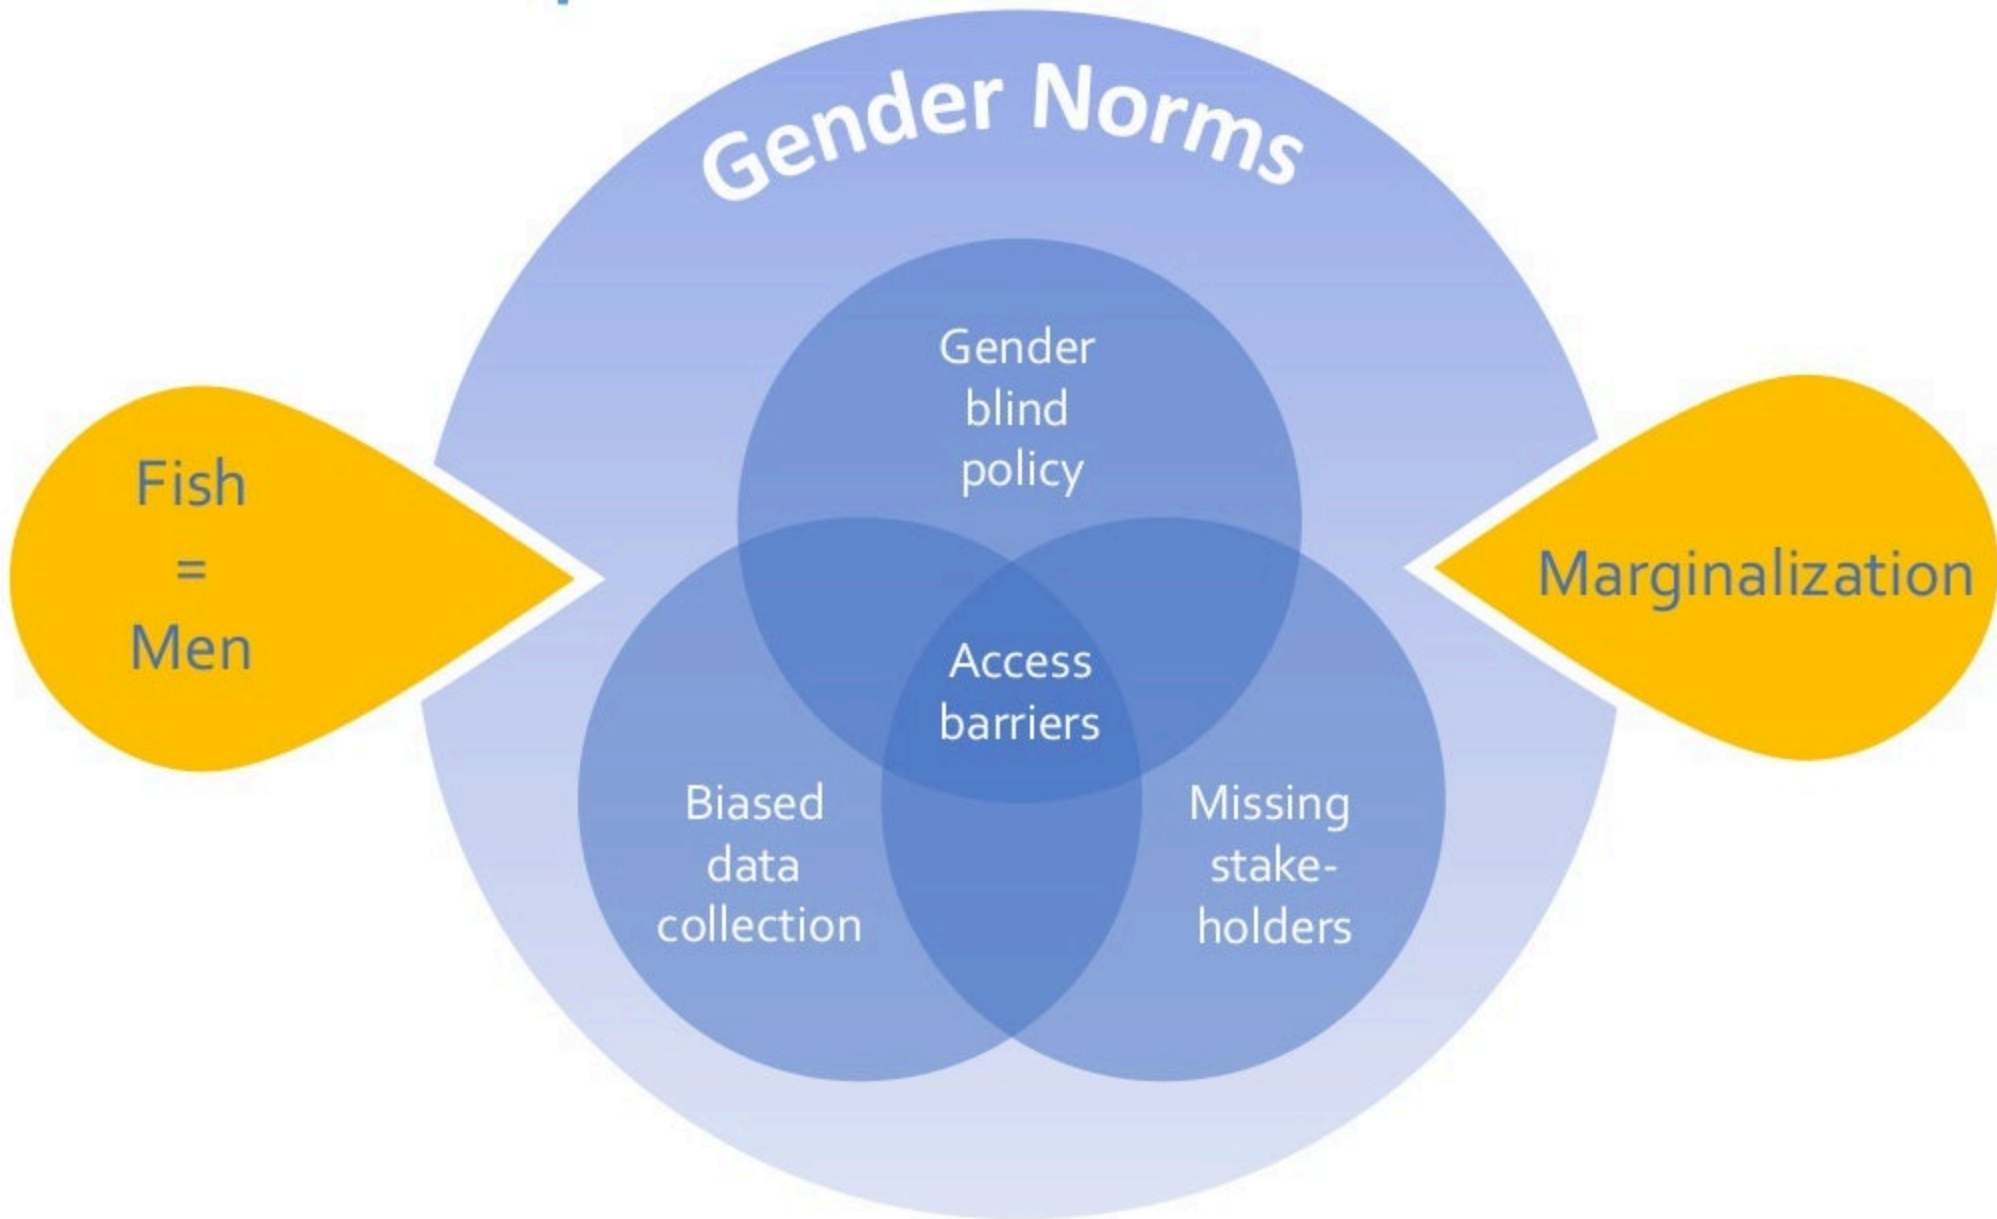 Gender Norms
Gender
blind
policy
Fish
=
Men
Access
barriers
Marginalization
Biased
data
collection
Missing
stake-
holders